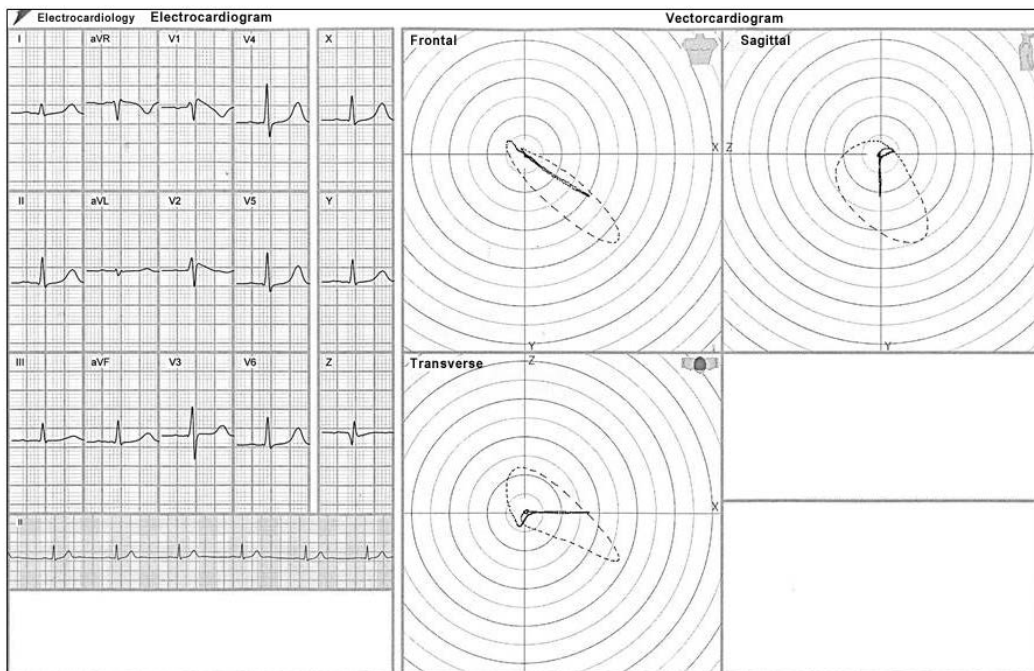 Electrocardiology Electrocardiogram Vectorcardiogram
I aVR V1 V4 X
II aVL V2 V5 Y
III aVF V3 V6 Z
II
Frontal
X
Y
Sagittal
Z
Y
Transverse
Z
X